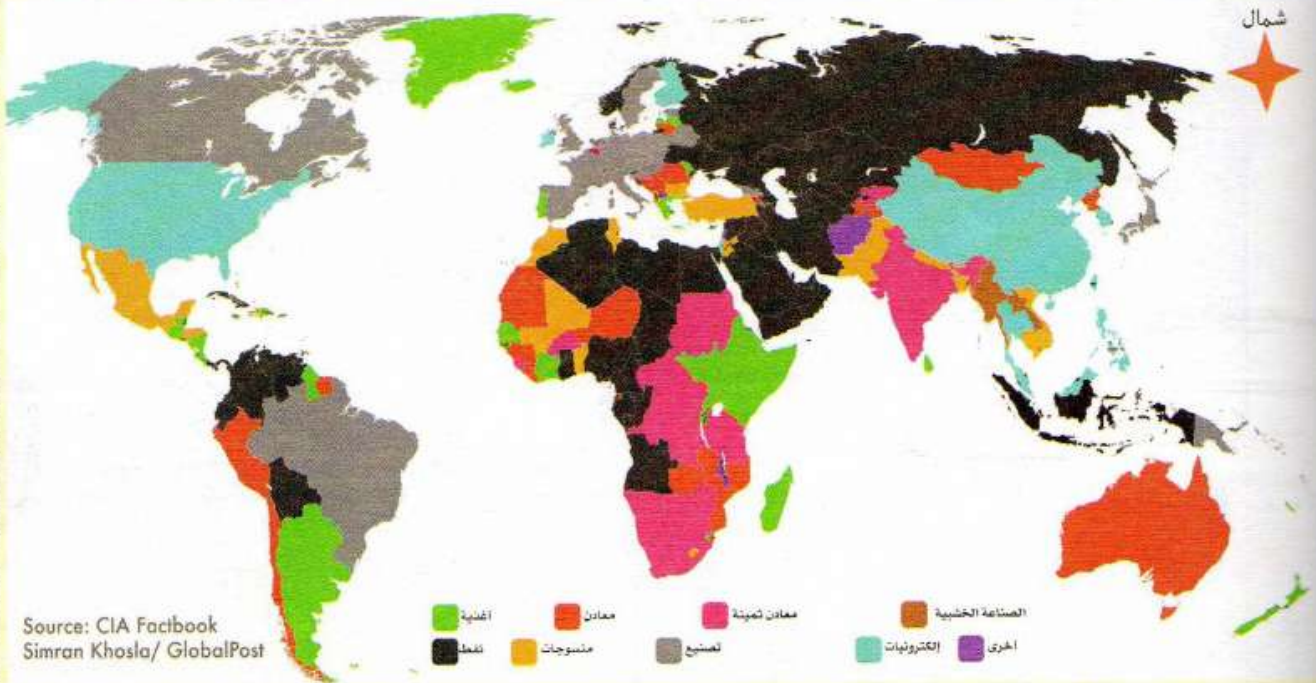 شمال
أغذية
معادن
معادن ثمينة
الصناعة الخشبية
نفط
منسوجات
تصنيع
إلكترونيات
أخرى
Source: CIA Factbook
Simran Khosla/ GlobalPost